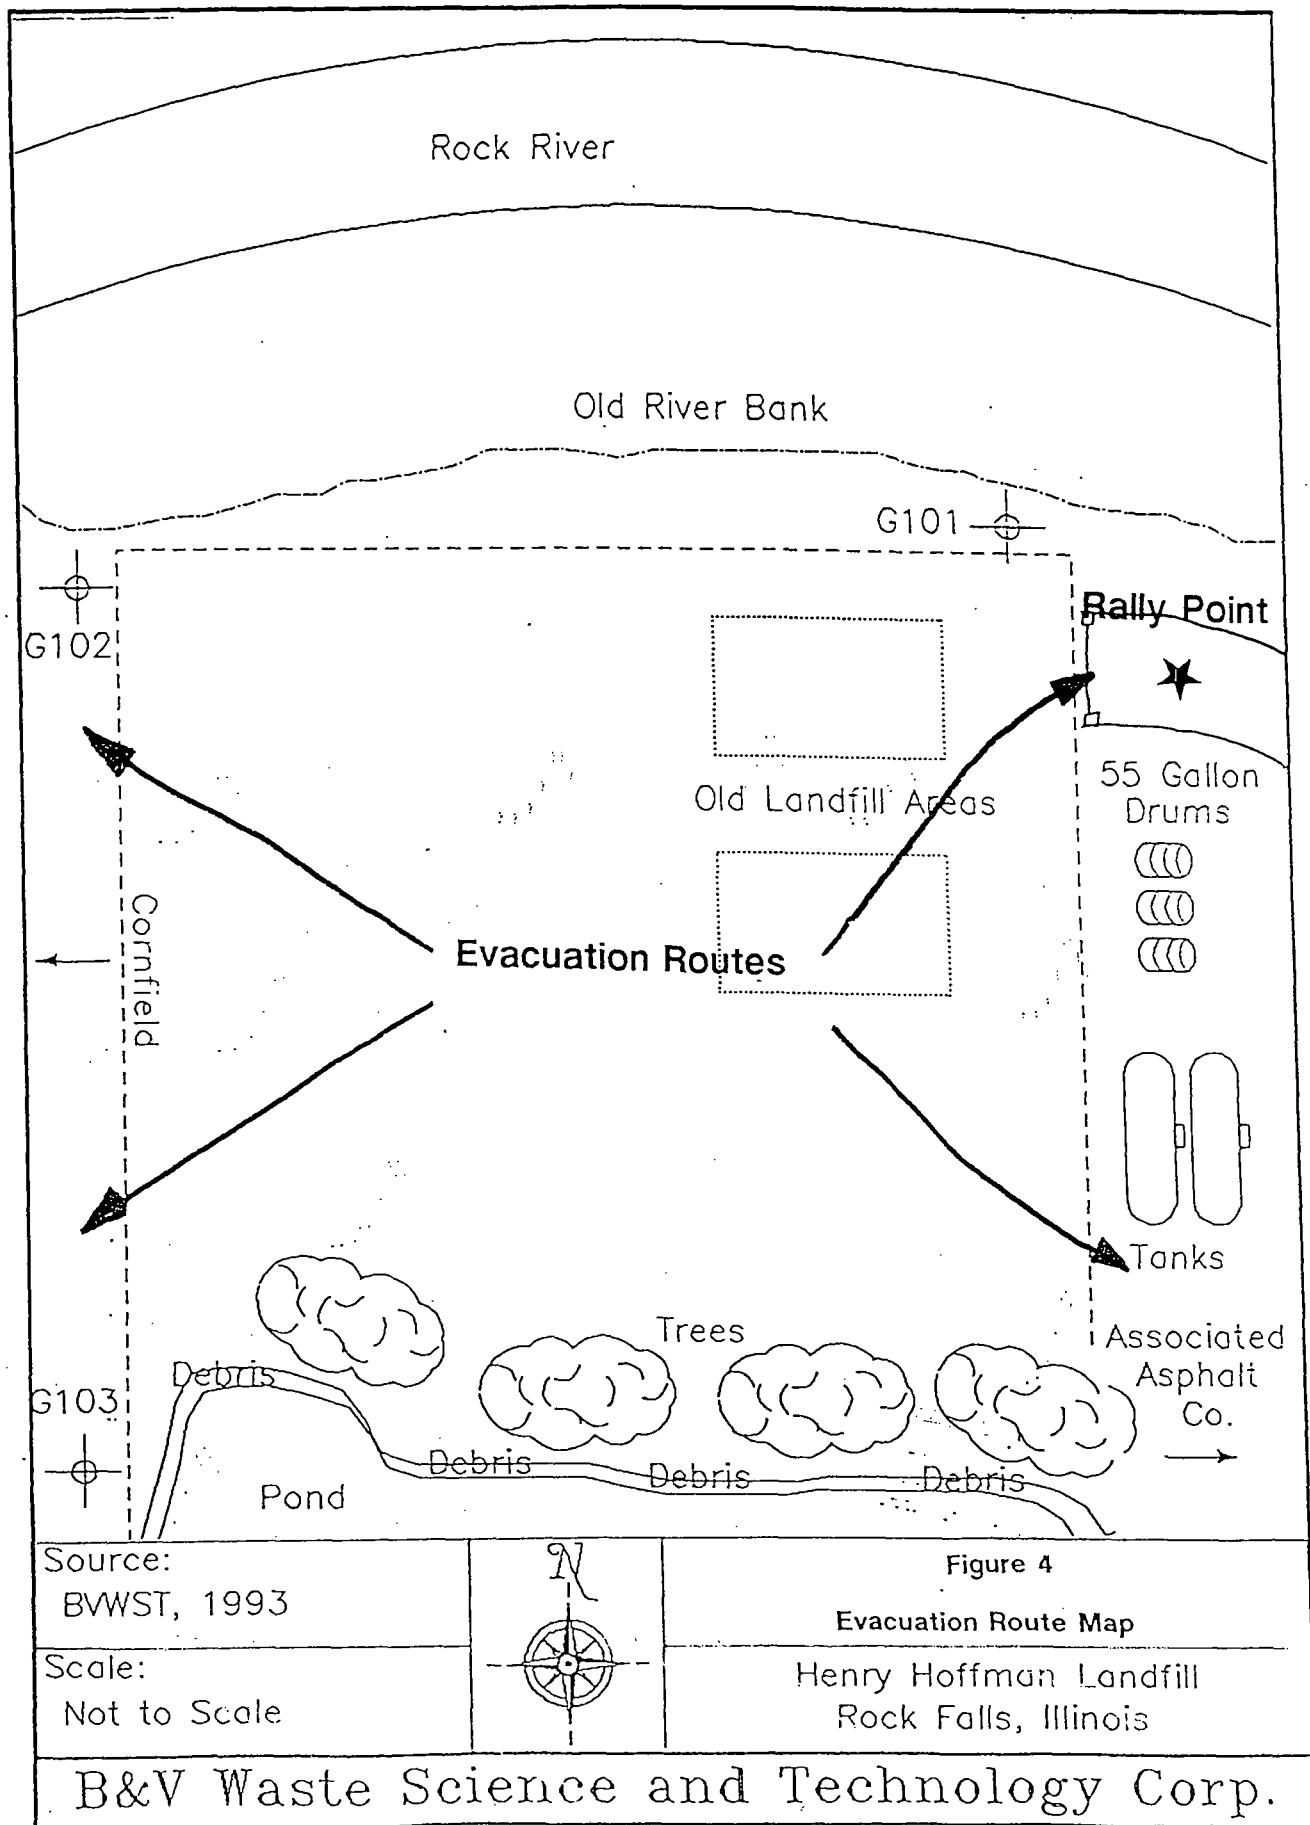 Rock River
Old River Bank
G101
G102
Rally Point
55 Gallon
Drums
Old Landfill Areas
Cornfield
Evacuation Routes
Tanks
Trees
Associated
Asphalt
Co.
Debris
G103
Debris
Debris
Debris
Pond
Source:
BVWST, 1993
Scale:
Not to Scale
N
Figure 4
Evacuation Route Map
Henry Hoffman Landfill
Rock Falls, Illinois
B&V Waste Science and Technology Corp.